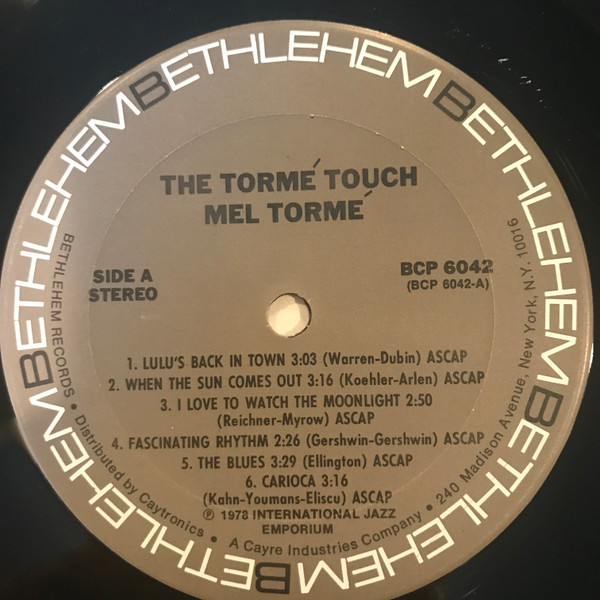 BETHLEHEM BETHLEHEM BETHLEHEM BETHLEHEM BETHLEHEM BETHLEHEM
THE TORMÉ TOUCH
MEL TORMÉ
SIDE A
STEREO
BCP 6042
(BCP 6042-A)
1. LULU'S BACK IN TOWN 3:03 (Warren-Dubin) ASCAP
2. WHEN THE SUN COMES OUT 3:16 (Koehler-Arlen) ASCAP
3. I LOVE TO WATCH THE MOONLIGHT 2:50
(Reichner-Myrow) ASCAP
4. FASCINATING RHYTHM 2:26 (Gershwin-Gershwin) ASCAP
5. THE BLUES 3:29 (Ellington) ASCAP
6. CARIOCA 3:16
(Kahn-Youmans-Eliscu) ASCAP
℗ 1978 INTERNATIONAL JAZZ
EMPORIUM
BETHLEHEM RECORDS • Distributed by Caytronics • A Cayre Industries Company • 240 Madison Avenue, New York, N.Y. 10016